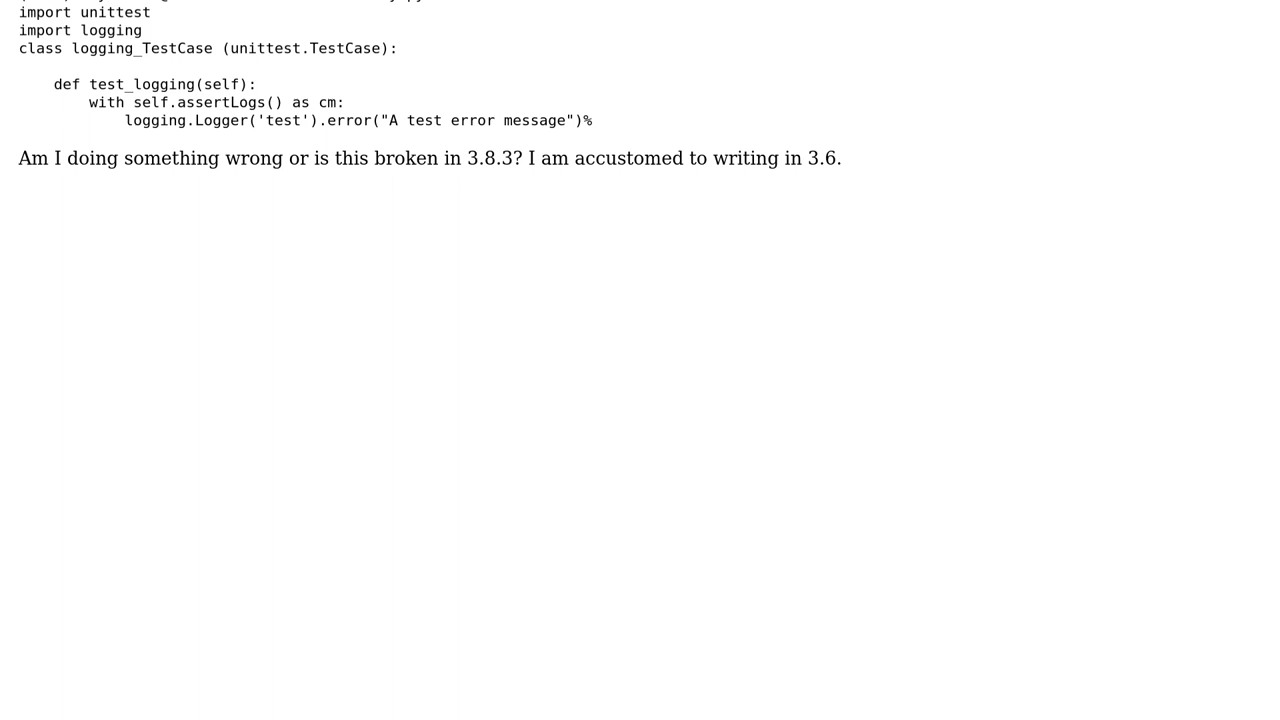 import unittest
import logging
class logging_TestCase (unittest.TestCase):
    def test_logging(self):
        with self.assertLogs() as cm:
            logging.Logger('test').error("A test error message")%
Am I doing something wrong or is this broken in 3.8.3? I am accustomed to writing in 3.6.